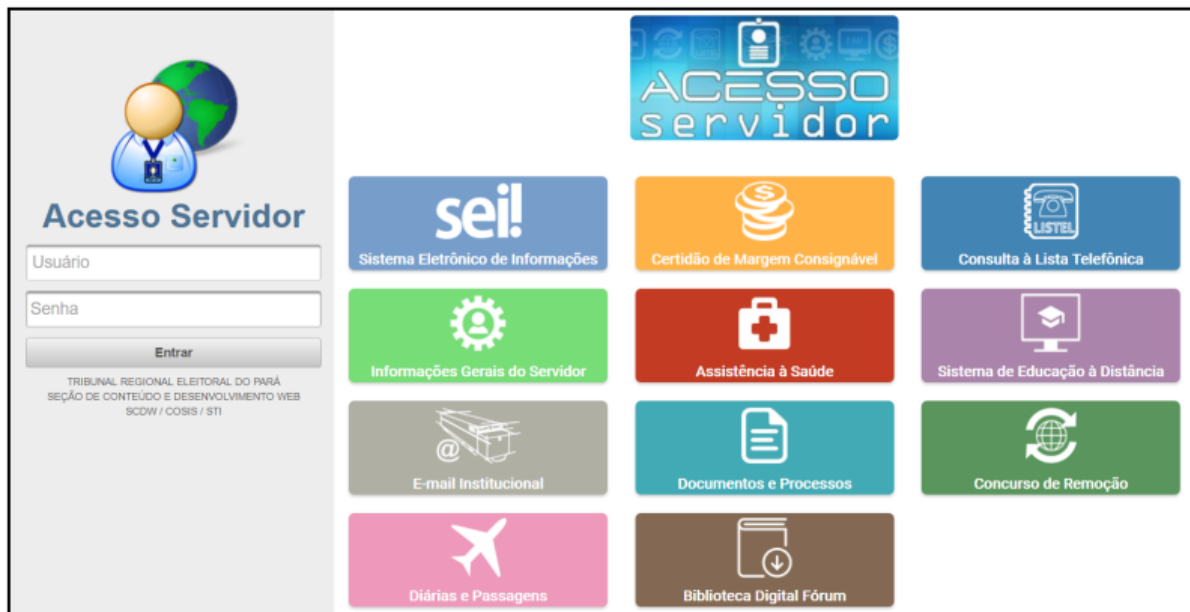 Acesso Servidor
Usuário
Senha
Entrar
TRIBUNAL REGIONAL ELEITORAL DO PARÁ
SEÇÃO DE CONTEÚDO E DESENVOLVIMENTO WEB
SCDW / COSIS / STI
ACESSO
servidor
sei!
Sistema Eletrônico de Informações
$
Certidão de Margem Consignável
LISTEL
Consulta à Lista Telefônica
Informações Gerais do Servidor
Assistência à Saúde
Sistema de Educação à Distância
@
E-mail Institucional
Documentos e Processos
Concurso de Remoção
Diárias e Passagens
Biblioteca Digital Fórum